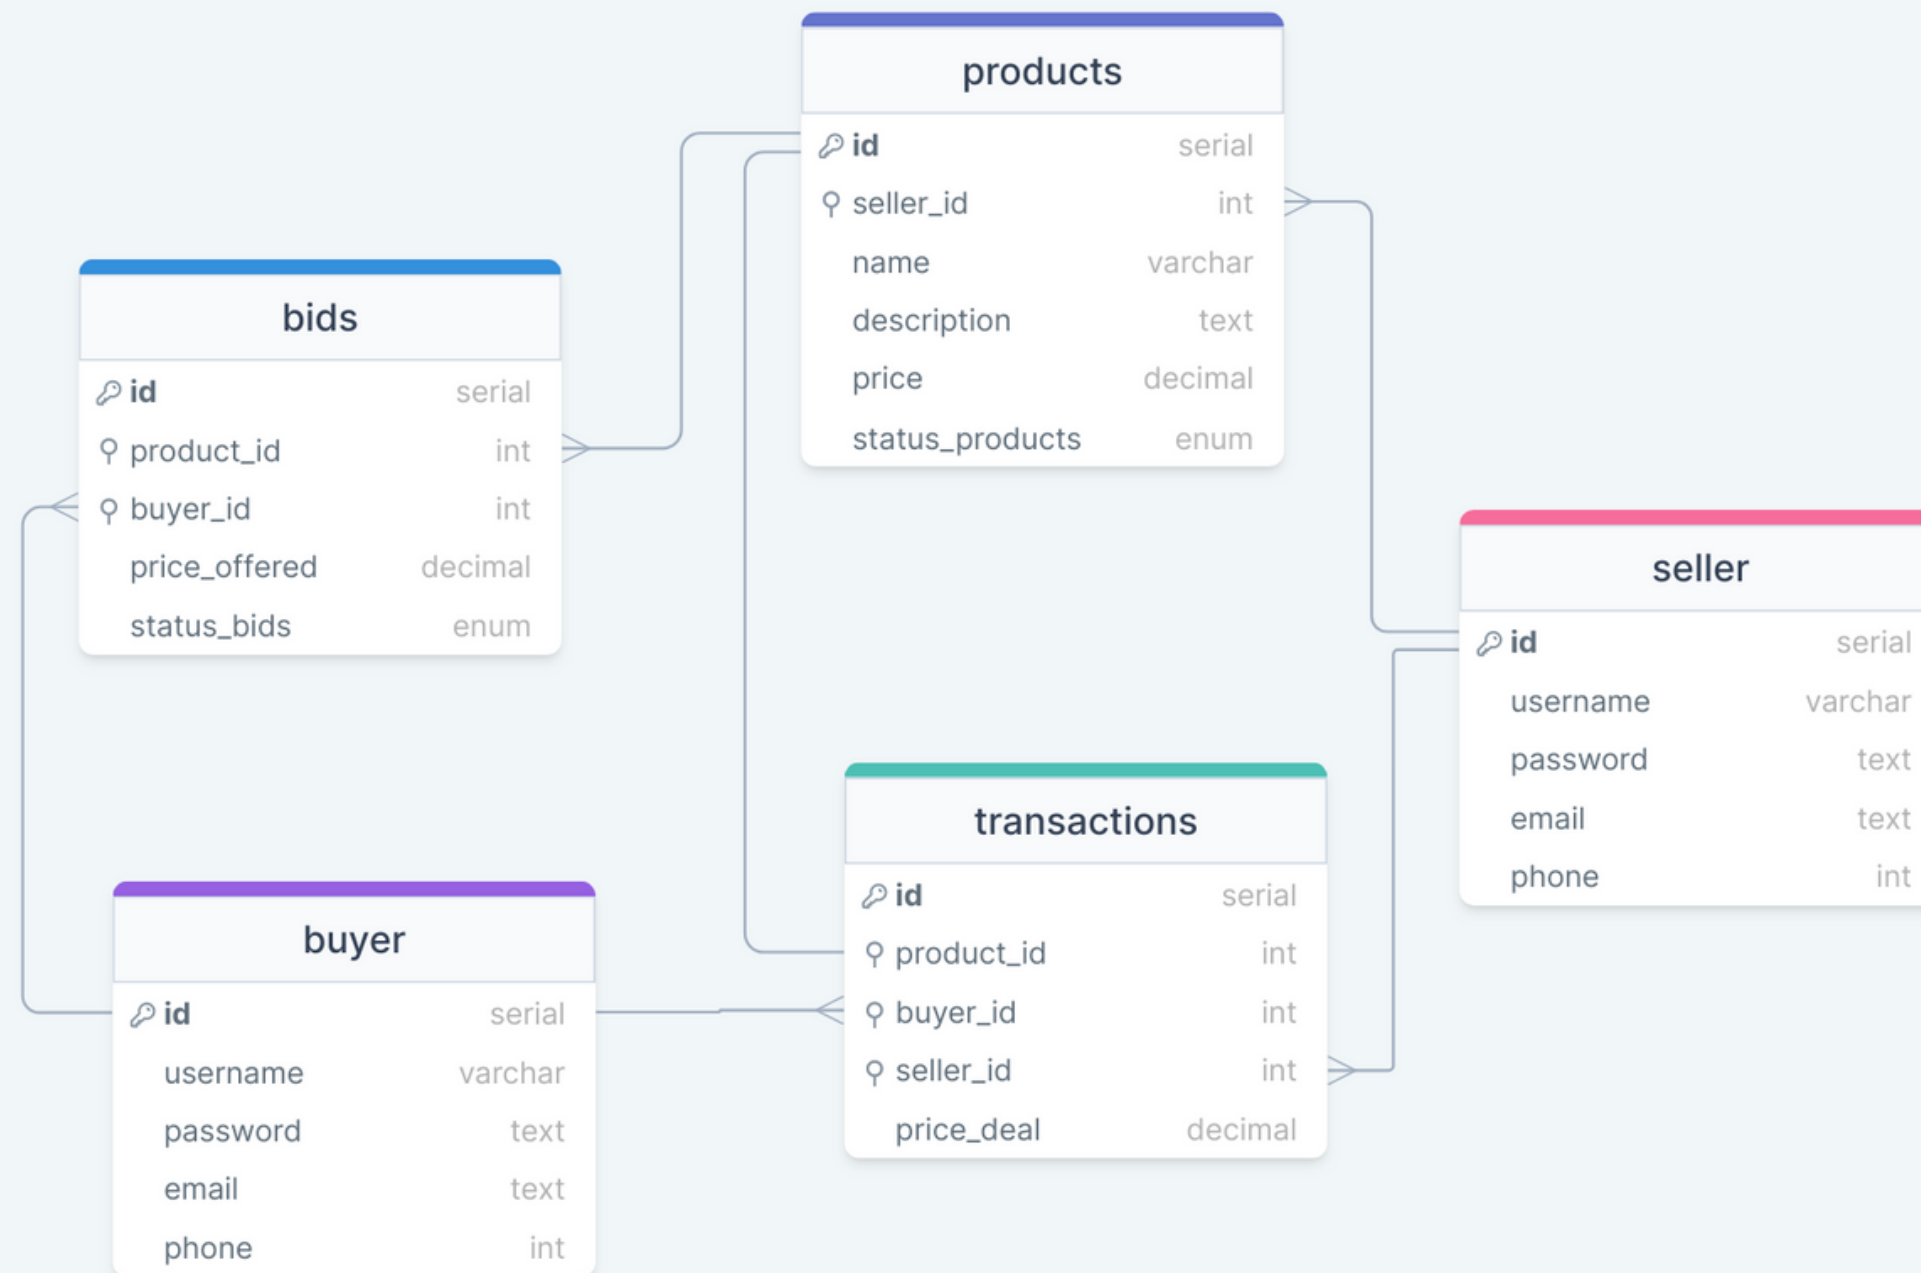 products
id serial
seller_id int
name varchar
description text
price decimal
status_products enum
bids
id serial
product_id int
buyer_id int
price_offered decimal
status_bids enum
seller
id serial
username varchar
password text
email text
phone int
transactions
id serial
product_id int
buyer_id int
seller_id int
price_deal decimal
buyer
id serial
username varchar
password text
email text
phone int